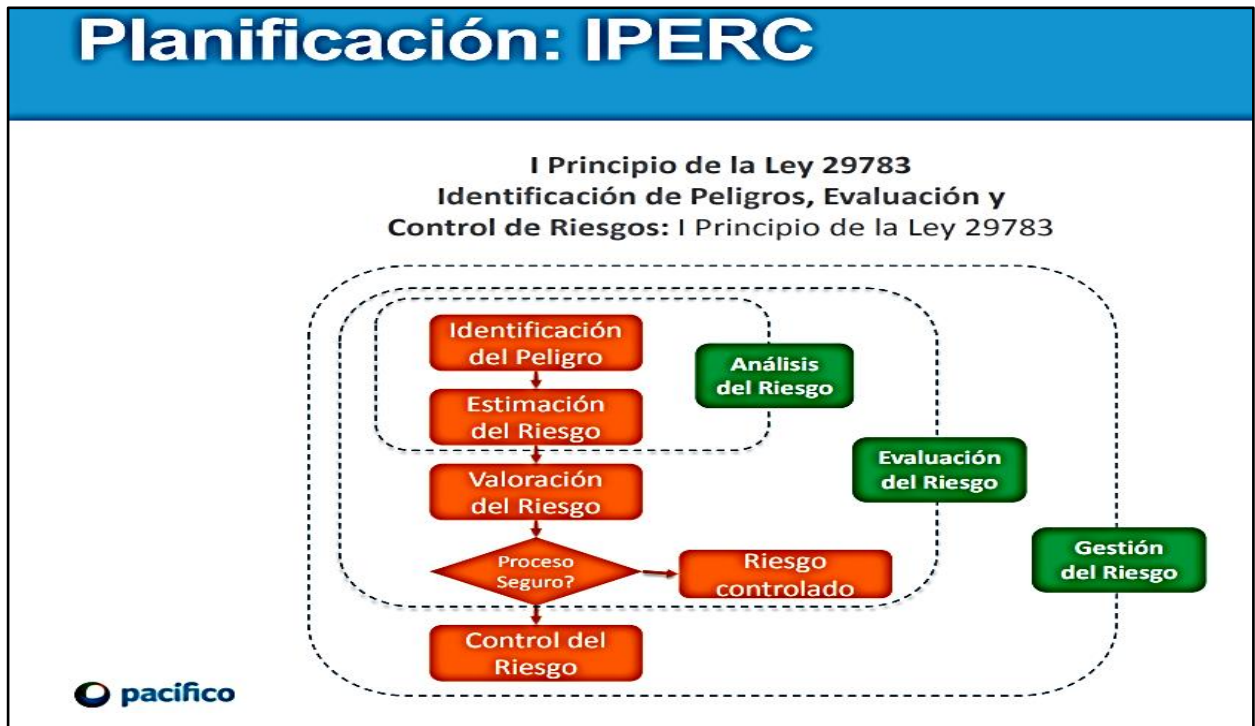 Planificación: IPERC
I Principio de la Ley 29783
Identificación de Peligros, Evaluación y
Control de Riesgos: I Principio de la Ley 29783
Identificación
del Peligro
Análisis
del Riesgo
Estimación
del Riesgo
Evaluación
del Riesgo
Valoración
del Riesgo
Gestión
del Riesgo
Proceso
Seguro?
Riesgo
controlado
Control del
Riesgo
pacifico